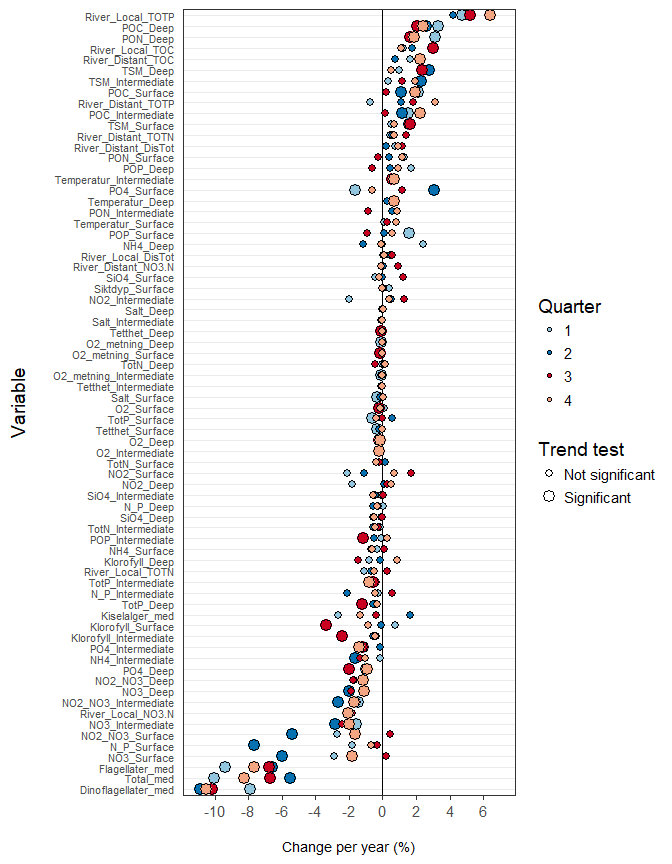 River_Local_TOTP
POC_Deep
PON_Deep
River_Local_TOC
River_Distant_TOC
TSM_Deep
TSM_Intermediate
POC_Surface
River_Distant_TOTP
POC_Intermediate
TSM_Surface
River_Distant_TOTN
River_Distant_DisTot
PON_Surface
POP_Deep
Temperatur_Intermediate
PO4_Surface
Temperatur_Deep
PON_Intermediate
Temperatur_Surface
POP_Surface
NH4_Deep
River_Local_DisTot
River_Distant_NO3.N
SiO4_Surface
Siktdyp_Surface
NO2_Intermediate
Salt_Deep
Salt_Intermediate
Tetthet_Deep
O2_metning_Deep
O2_metning_Surface
TotN_Deep
O2_metning_Intermediate
Tetthet_Intermediate
Salt_Surface
O2_Surface
TotP_Surface
Tetthet_Surface
O2_Deep
O2_Intermediate
TotN_Surface
NO2_Surface
NO2_Deep
SiO4_Intermediate
N_P_Deep
SiO4_Deep
TotN_Intermediate
POP_Intermediate
NH4_Surface
Klorofyll_Deep
River_Local_TOTN
TotP_Intermediate
N_P_Intermediate
TotP_Deep
Kiselalger_med
Klorofyll_Surface
Klorofyll_Intermediate
PO4_Intermediate
NH4_Intermediate
PO4_Deep
NO2_NO3_Deep
NO3_Deep
NO2_NO3_Intermediate
River_Local_NO3.N
NO3_Intermediate
NO2_NO3_Surface
N_P_Surface
NO3_Surface
Flagellater_med
Total_med
Dinoflagellater_med
Variable
-10 -8 -6 -4 -2 0 2 4 6
Change per year (%)
Quarter
1
2
3
4
Trend test
Not significant
Significant